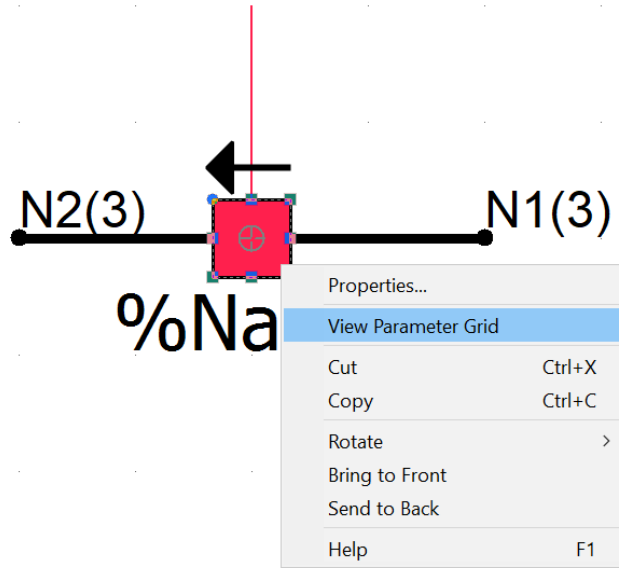 N2(3)
N1(3)
%Na
Properties...
View Parameter Grid
Cut Ctrl+X
Copy Ctrl+C
Rotate >
Bring to Front
Send to Back
Help F1